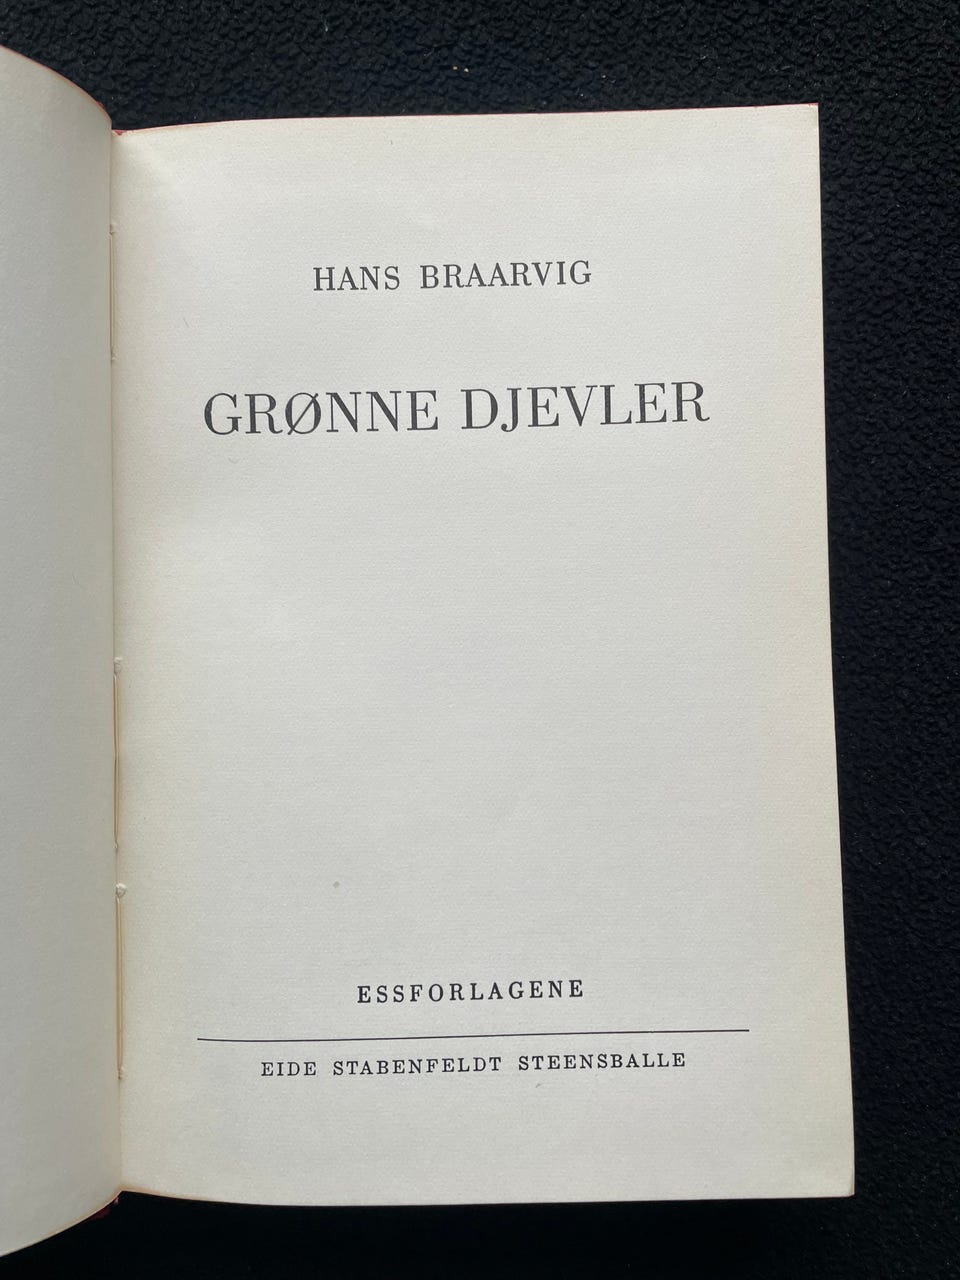 HANS BRAARVIG
GRØNNE DJEVLER
ESSFORLAGENE
EIDE STABENFELDT STEENSBALLE